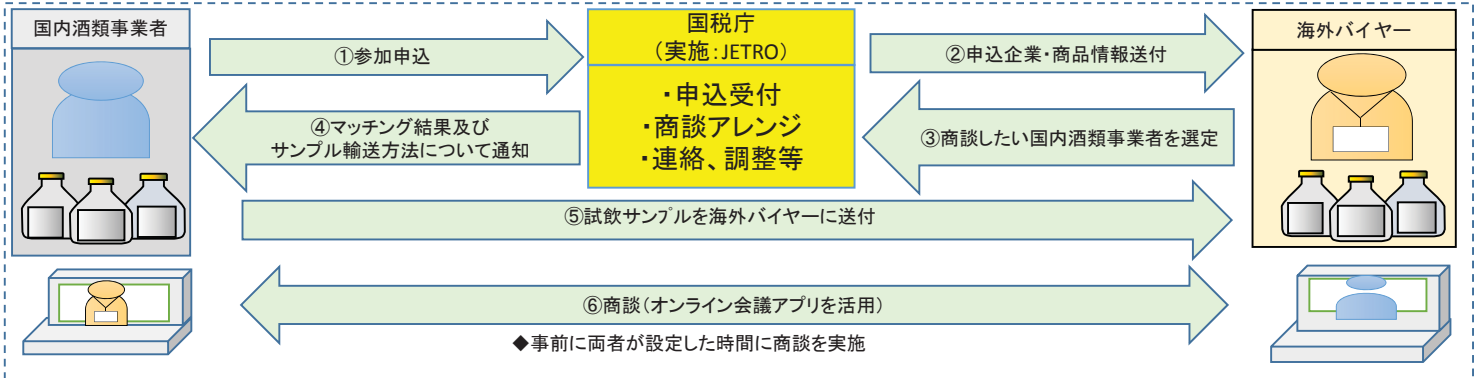 国内酒類事業者
①参加申込
国税庁
（実施：JETRO）
②申込企業・商品情報送付
海外バイヤー
・申込受付
・商談アレンジ
・連絡、調整等
④マッチング結果及び
サンプル輸送方法について通知
③商談したい国内酒類事業者を選定
⑤試飲サンプルを海外バイヤーに送付
⑥商談（オンライン会議アプリを活用）
◆事前に両者が設定した時間に商談を実施